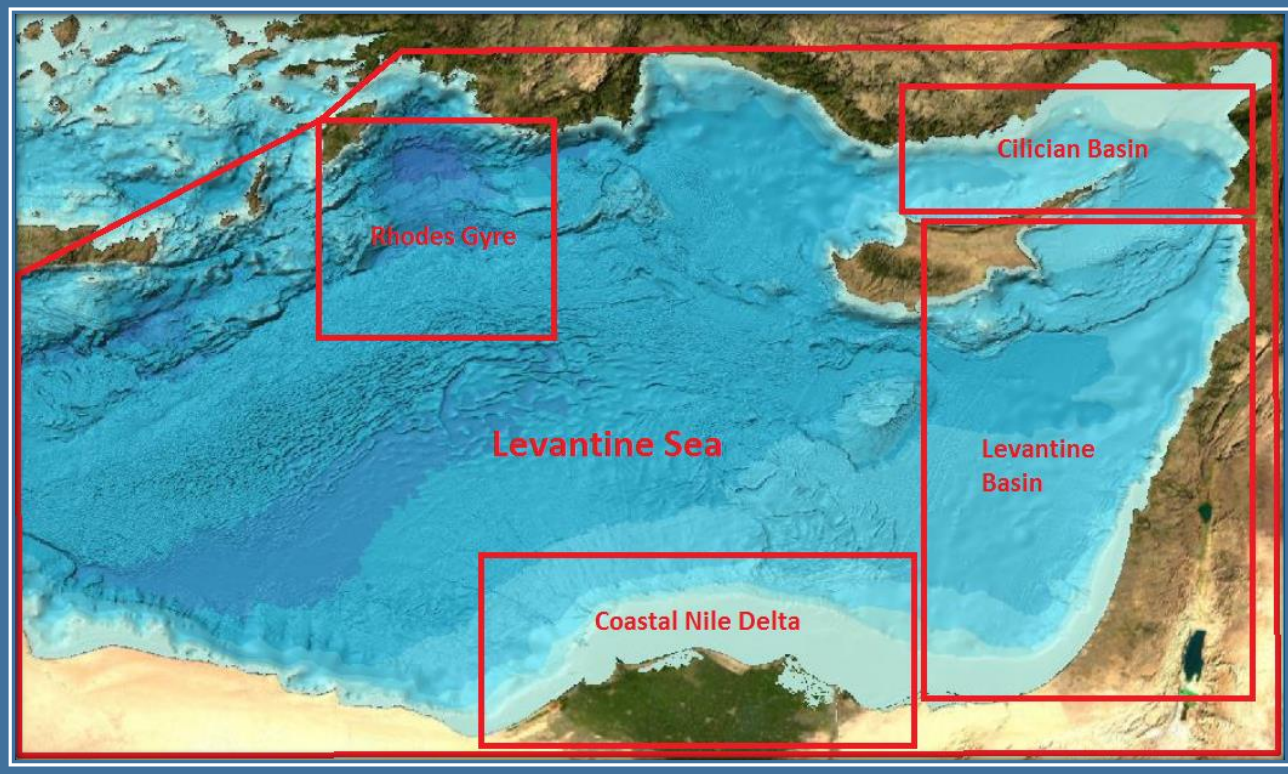 Cilician Basin
Rhodes Gyre
Levantine Sea
Levantine
Basin
Coastal Nile Delta